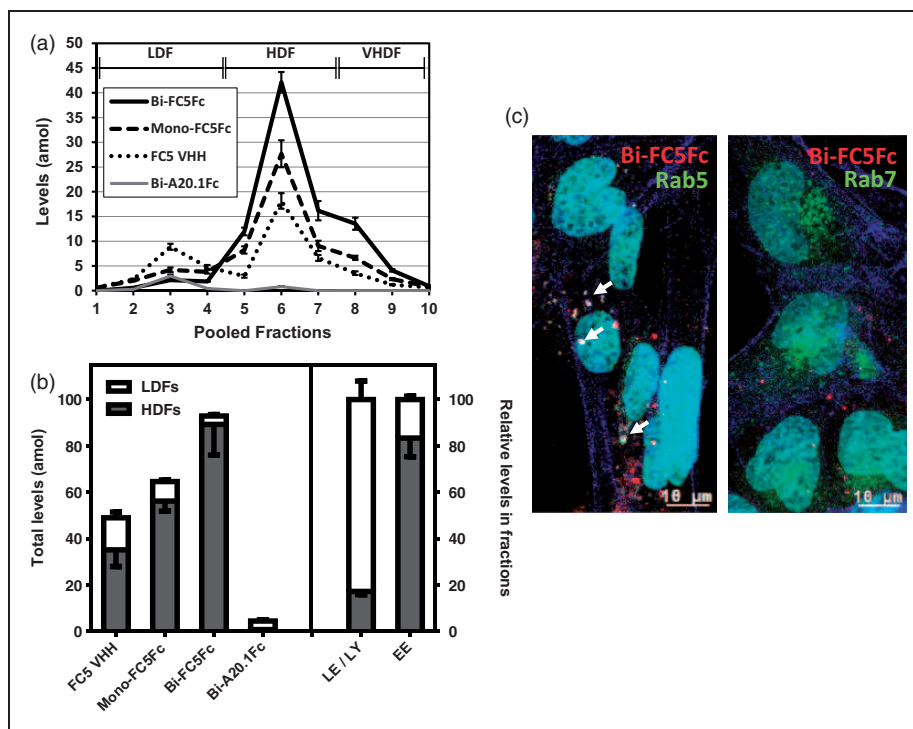 (a)
LDF HDF VHDF
50
45
40
35
30
25
20
15
10
5
0
Levels (amol)
Bi-FC5Fc
Mono-FC5Fc
FC5 VHH
Bi-A20.1Fc
1 2 3 4 5 6 7 8 9 10
Pooled Fractions
(b)
LDFs
HDFs
100
80
60
40
20
0
Total levels (amol)
100
80
60
40
20
0
Relative levels in fractions
FC5 VHH
Mono-FC5Fc
Bi-FC5Fc
Bi-A20.1Fc
LE / LY
EE
(c)
Bi-FC5Fc
Rab5
10 µm
Bi-FC5Fc
Rab7
10 µm